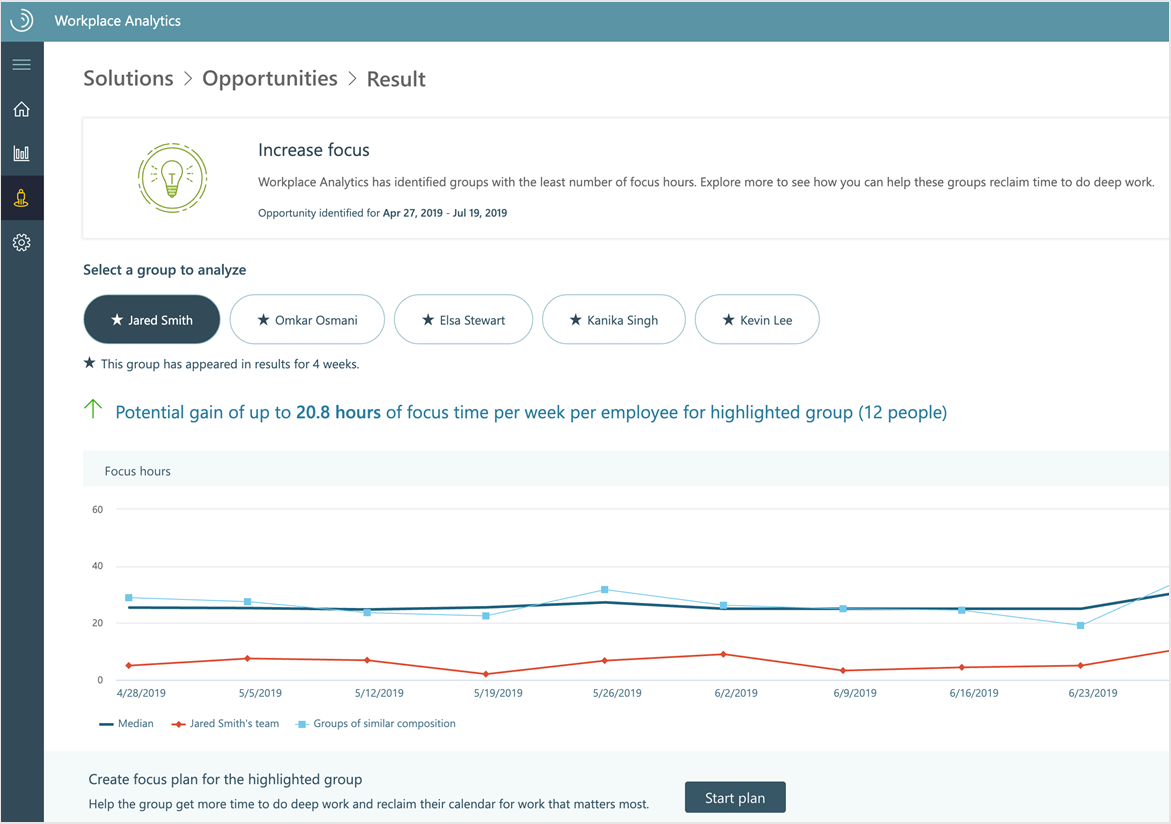 Workplace Analytics
Solutions > Opportunities > Result
Increase focus
Workplace Analytics has identified groups with the least number of focus hours. Explore more to see how you can help these groups reclaim time to do deep work.
Opportunity identified for Apr 27, 2019 - Jul 19, 2019
Select a group to analyze
★ Jared Smith ★ Omkar Osmani ★ Elsa Stewart ★ Kanika Singh ★ Kevin Lee
★ This group has appeared in results for 4 weeks.
Potential gain of up to 20.8 hours of focus time per week per employee for highlighted group (12 people)
Focus hours
60
40
20
0
4/28/2019 5/5/2019 5/12/2019 5/19/2019 5/26/2019 6/2/2019 6/9/2019 6/16/2019 6/23/2019
Median Jared Smith's team Groups of similar composition
Create focus plan for the highlighted group
Help the group get more time to do deep work and reclaim their calendar for work that matters most.
Start plan